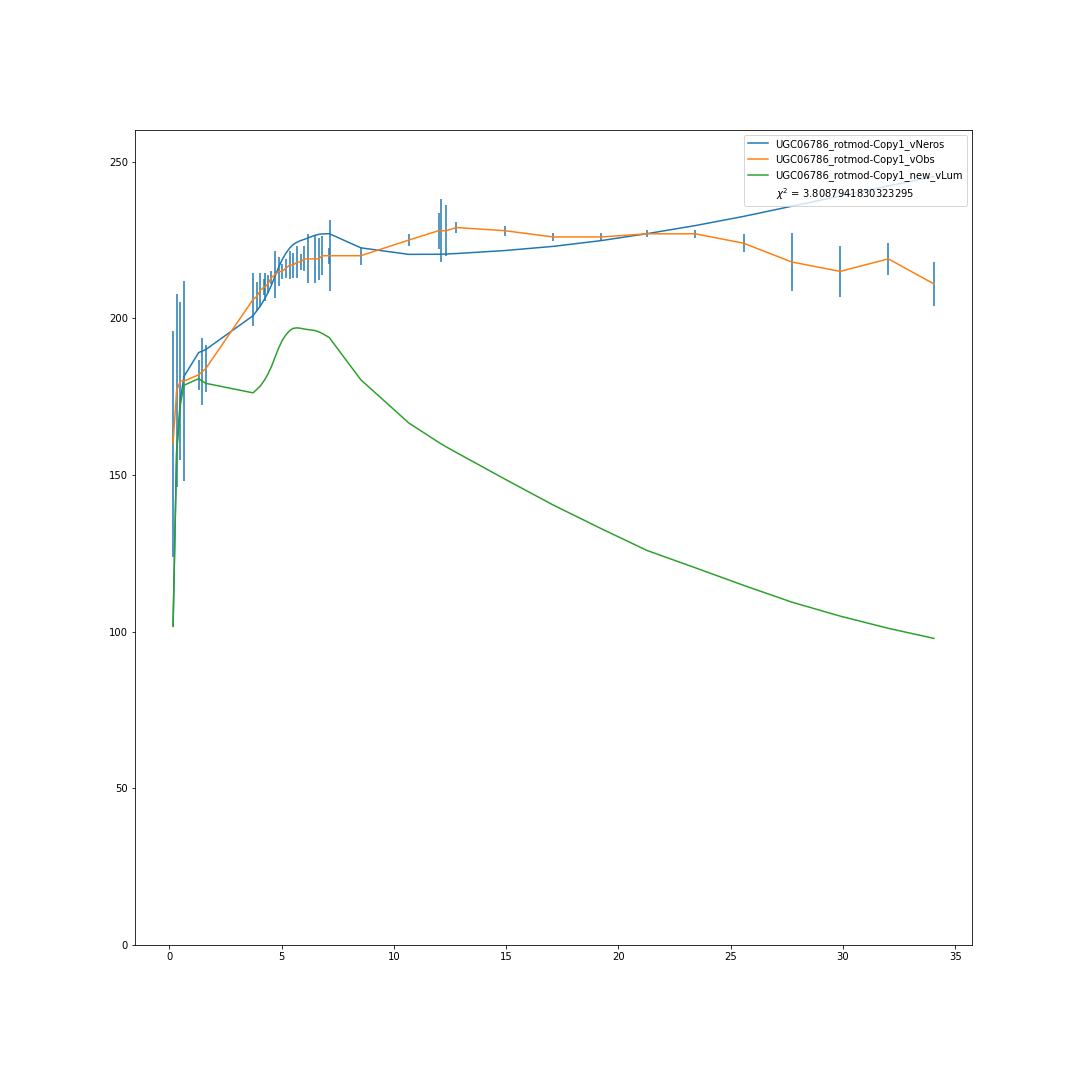 UGC06786_rotmod-Copy1_vNeros
UGC06786_rotmod-Copy1_vObs
UGC06786_rotmod-Copy1_new_vLum
χ² = 3.8087941830323295
250
200
150
100
50
0
0 5 10 15 20 25 30 35